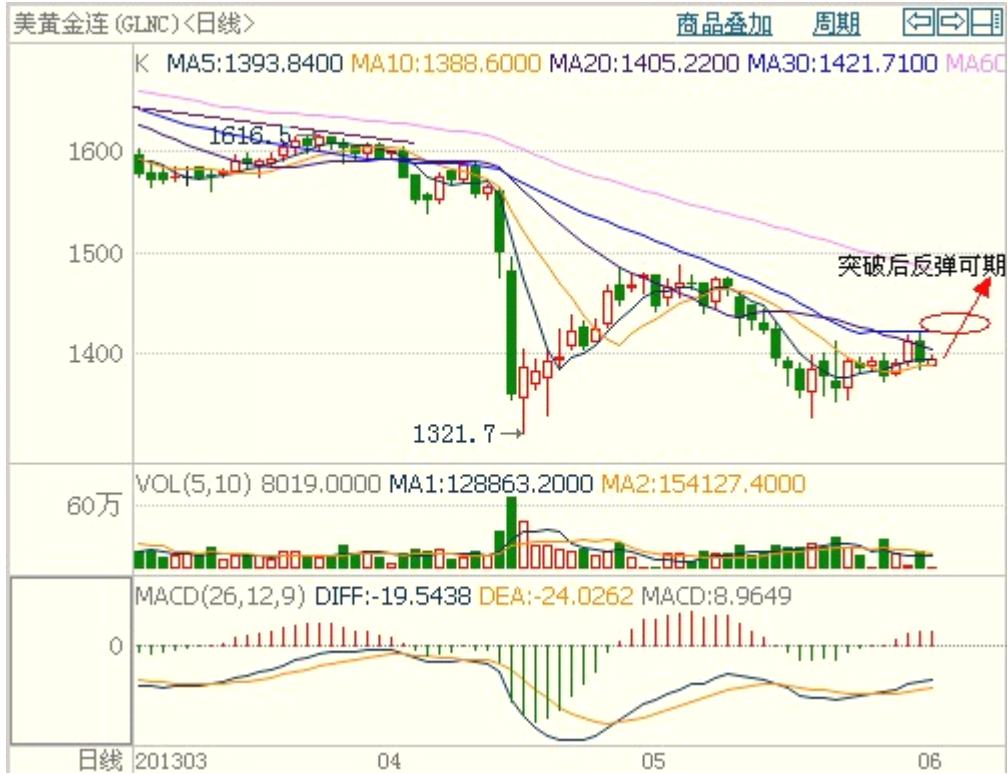 美黄金连(GLNC)<日线>
商品叠加 周期
K MA5:1393.8400 MA10:1388.6000 MA20:1405.2200 MA30:1421.7100 MA6
1616.5
1600
1500
突破后反弹可期
1400
1321.7
VOL(5,10) 8019.0000 MA1:128863.2000 MA2:154127.4000
60万
MACD(26,12,9) DIFF:-19.5438 DEA:-24.0262 MACD:8.9649
0
日线 201303 04 05 06